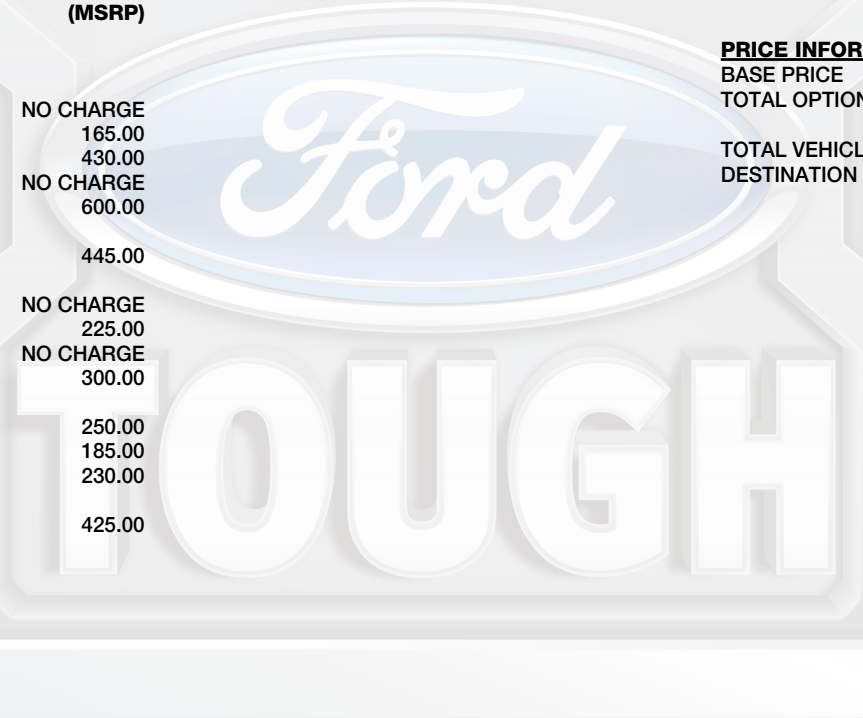 (MSRP)
NO CHARGE
165.00
430.00
NO CHARGE
600.00
445.00
NO CHARGE
225.00
NO CHARGE
300.00
250.00
185.00
230.00
425.00
PRICE INFOR
BASE PRICE
TOTAL OPTION
TOTAL VEHICL
DESTINATION
Ford
TOUGH